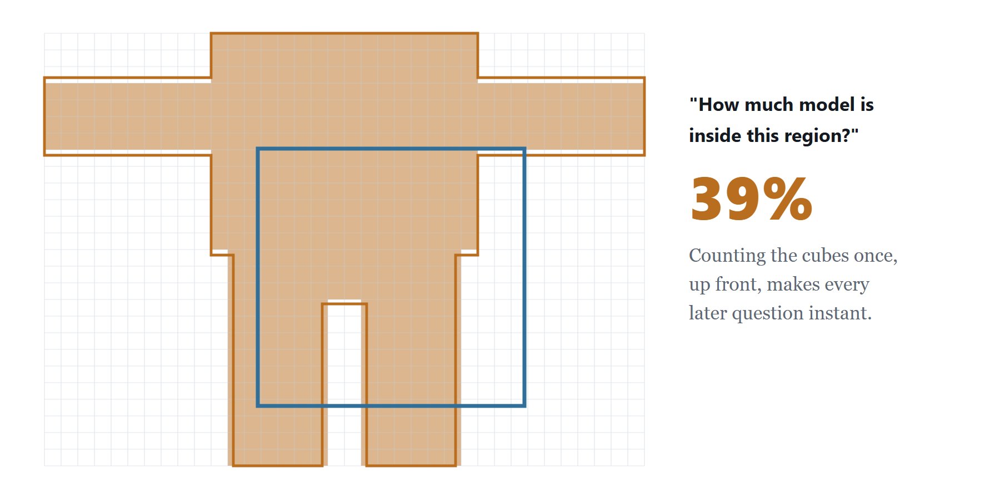 "How much model is
inside this region?"
39%
Counting the cubes once,
up front, makes every
later question instant.